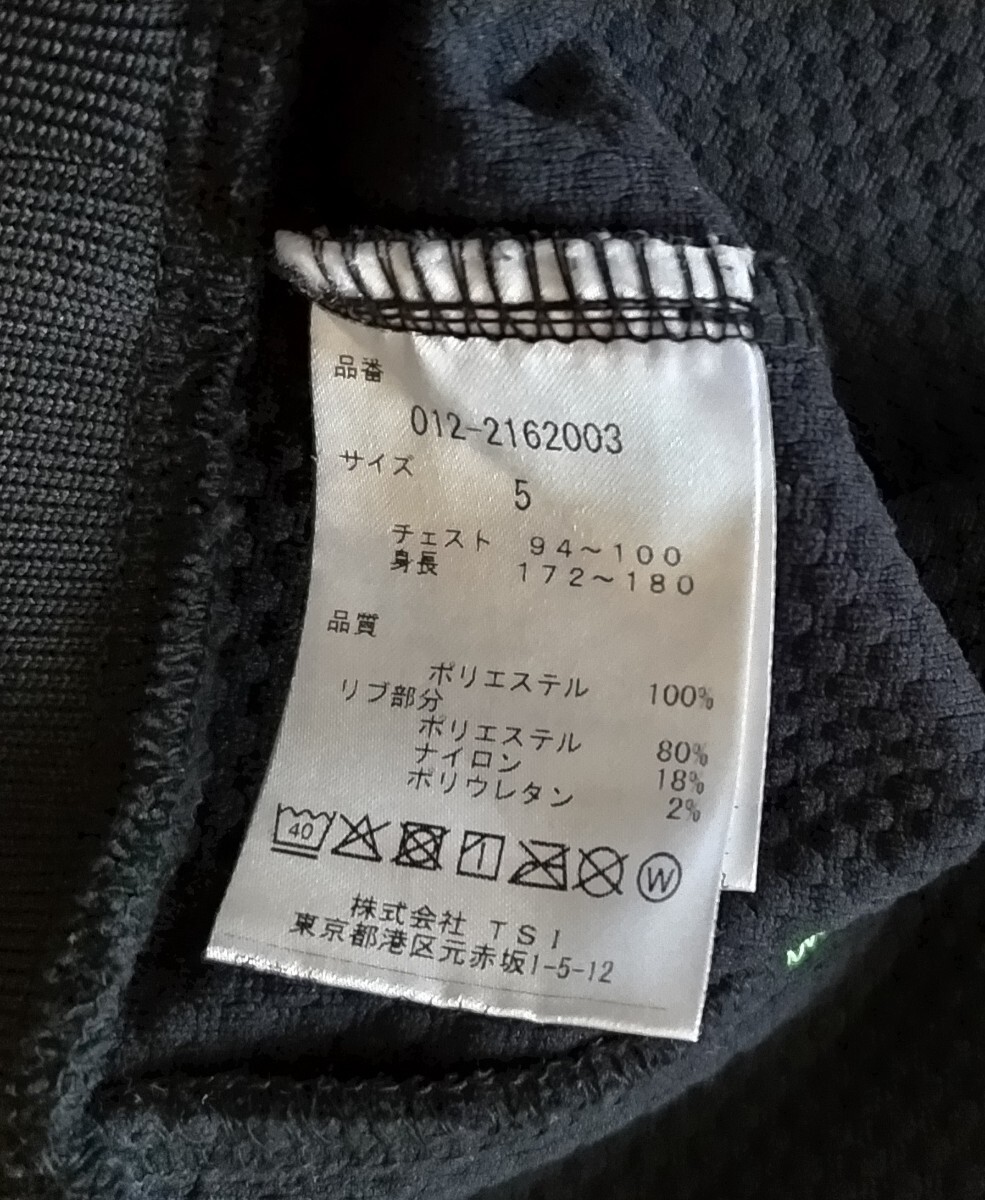 品番
012-2162003
サイズ
5
チェスト 94～100
身長 172～180
品質
ポリエステル 100%
リブ部分
ポリエステル 80%
ナイロン 18%
ポリウレタン 2%
40 W
株式会社 TSI
東京都港区元赤坂1-5-12